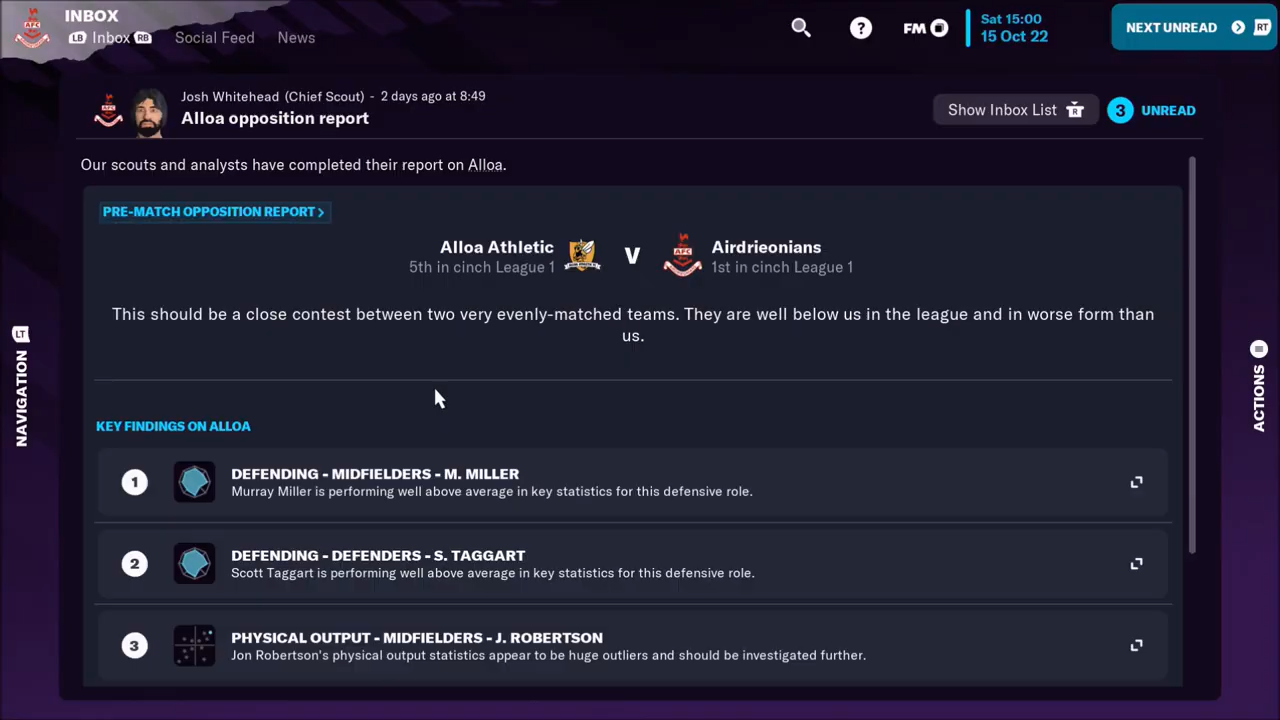 INBOX
LB Inbox RB Social Feed News
FM
Sat 15:00
15 Oct 22
NEXT UNREAD RT
Josh Whitehead (Chief Scout) - 2 days ago at 8:49
Alloa opposition report
Show Inbox List R
3 UNREAD
Our scouts and analysts have completed their report on Alloa.
PRE-MATCH OPPOSITION REPORT
Alloa Athletic
5th in cinch League 1
V
Airdrieonians
1st in cinch League 1
This should be a close contest between two very evenly-matched teams. They are well below us in the league and in worse form than
us.
KEY FINDINGS ON ALLOA
1
DEFENDING - MIDFIELDERS - M. MILLER
Murray Miller is performing well above average in key statistics for this defensive role.
2
DEFENDING - DEFENDERS - S. TAGGART
Scott Taggart is performing well above average in key statistics for this defensive role.
3
PHYSICAL OUTPUT - MIDFIELDERS - J. ROBERTSON
Jon Robertson's physical output statistics appear to be huge outliers and should be investigated further.
LT
NAVIGATION
ACTIONS